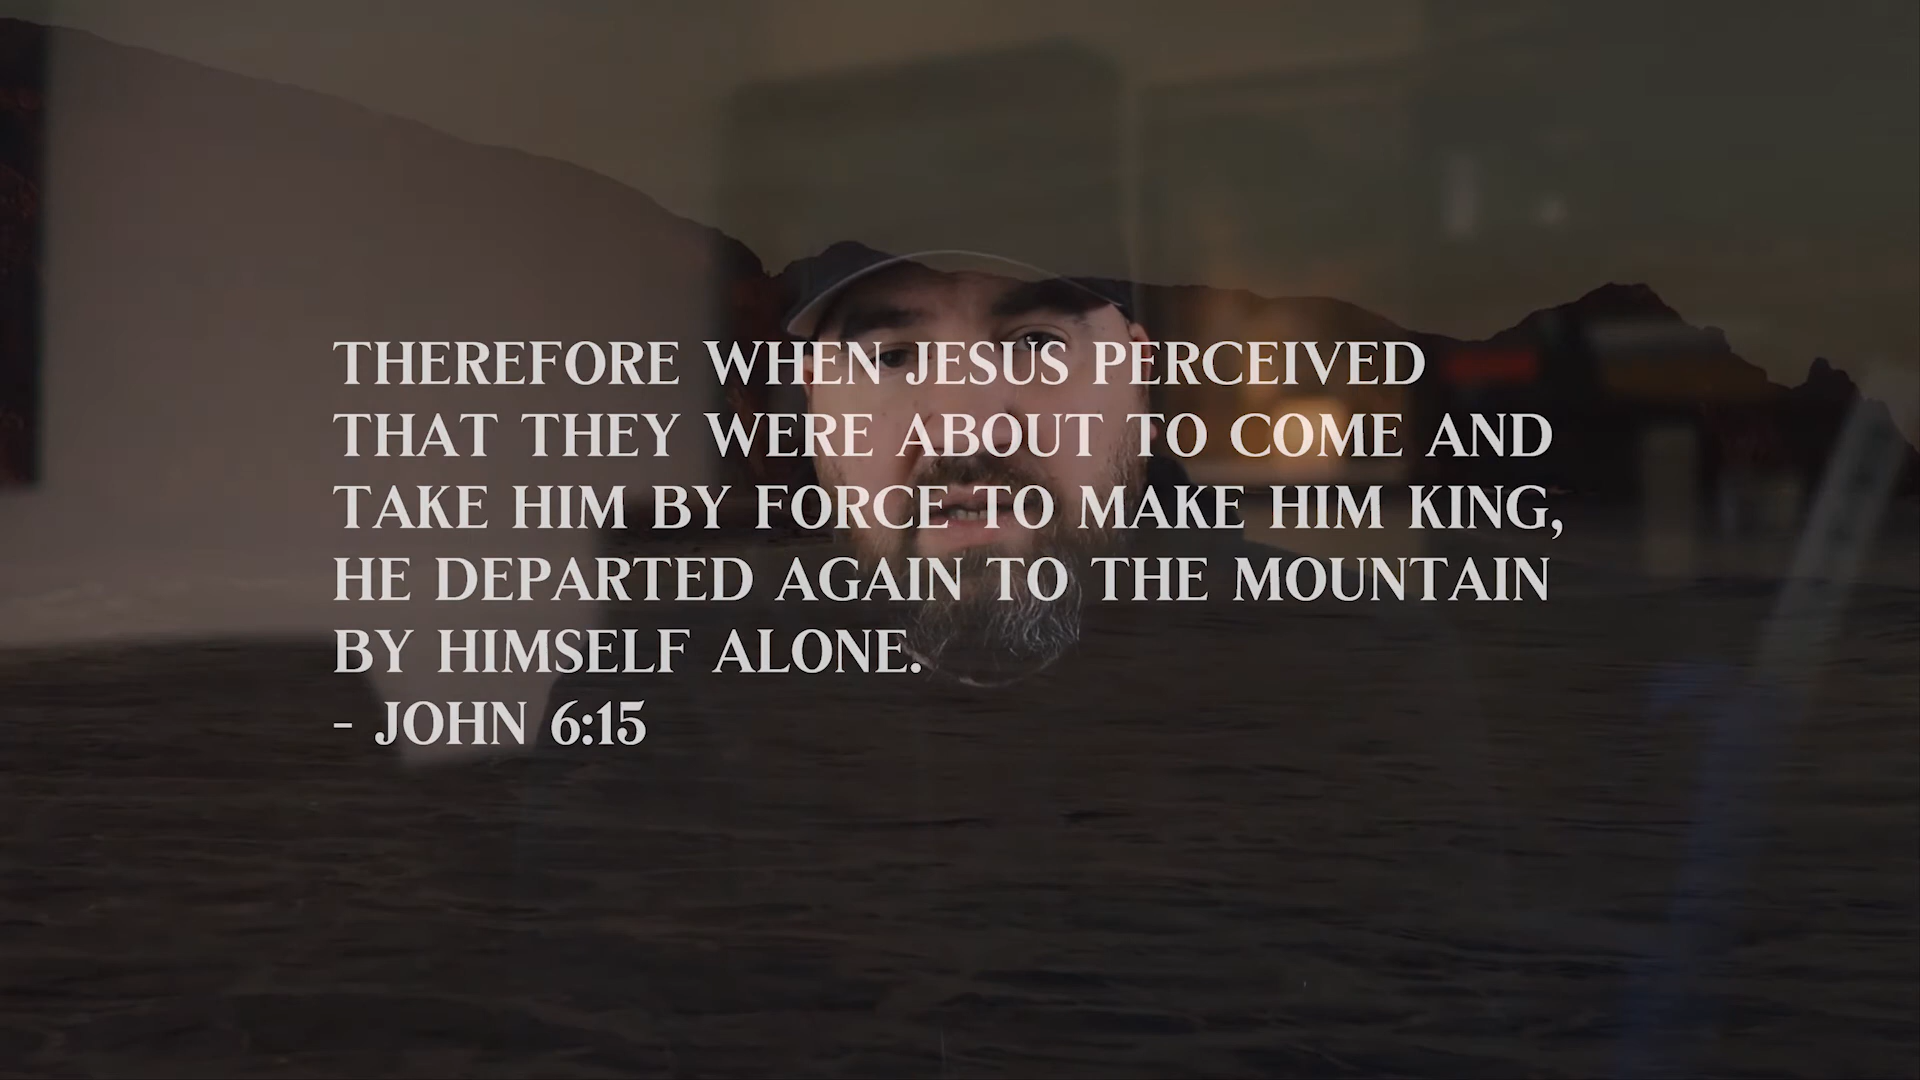 THEREFORE WHEN JESUS PERCEIVED
THAT THEY WERE ABOUT TO COME AND
TAKE HIM BY FORCE TO MAKE HIM KING,
HE DEPARTED AGAIN TO THE MOUNTAIN
BY HIMSELF ALONE.
- JOHN 6:15